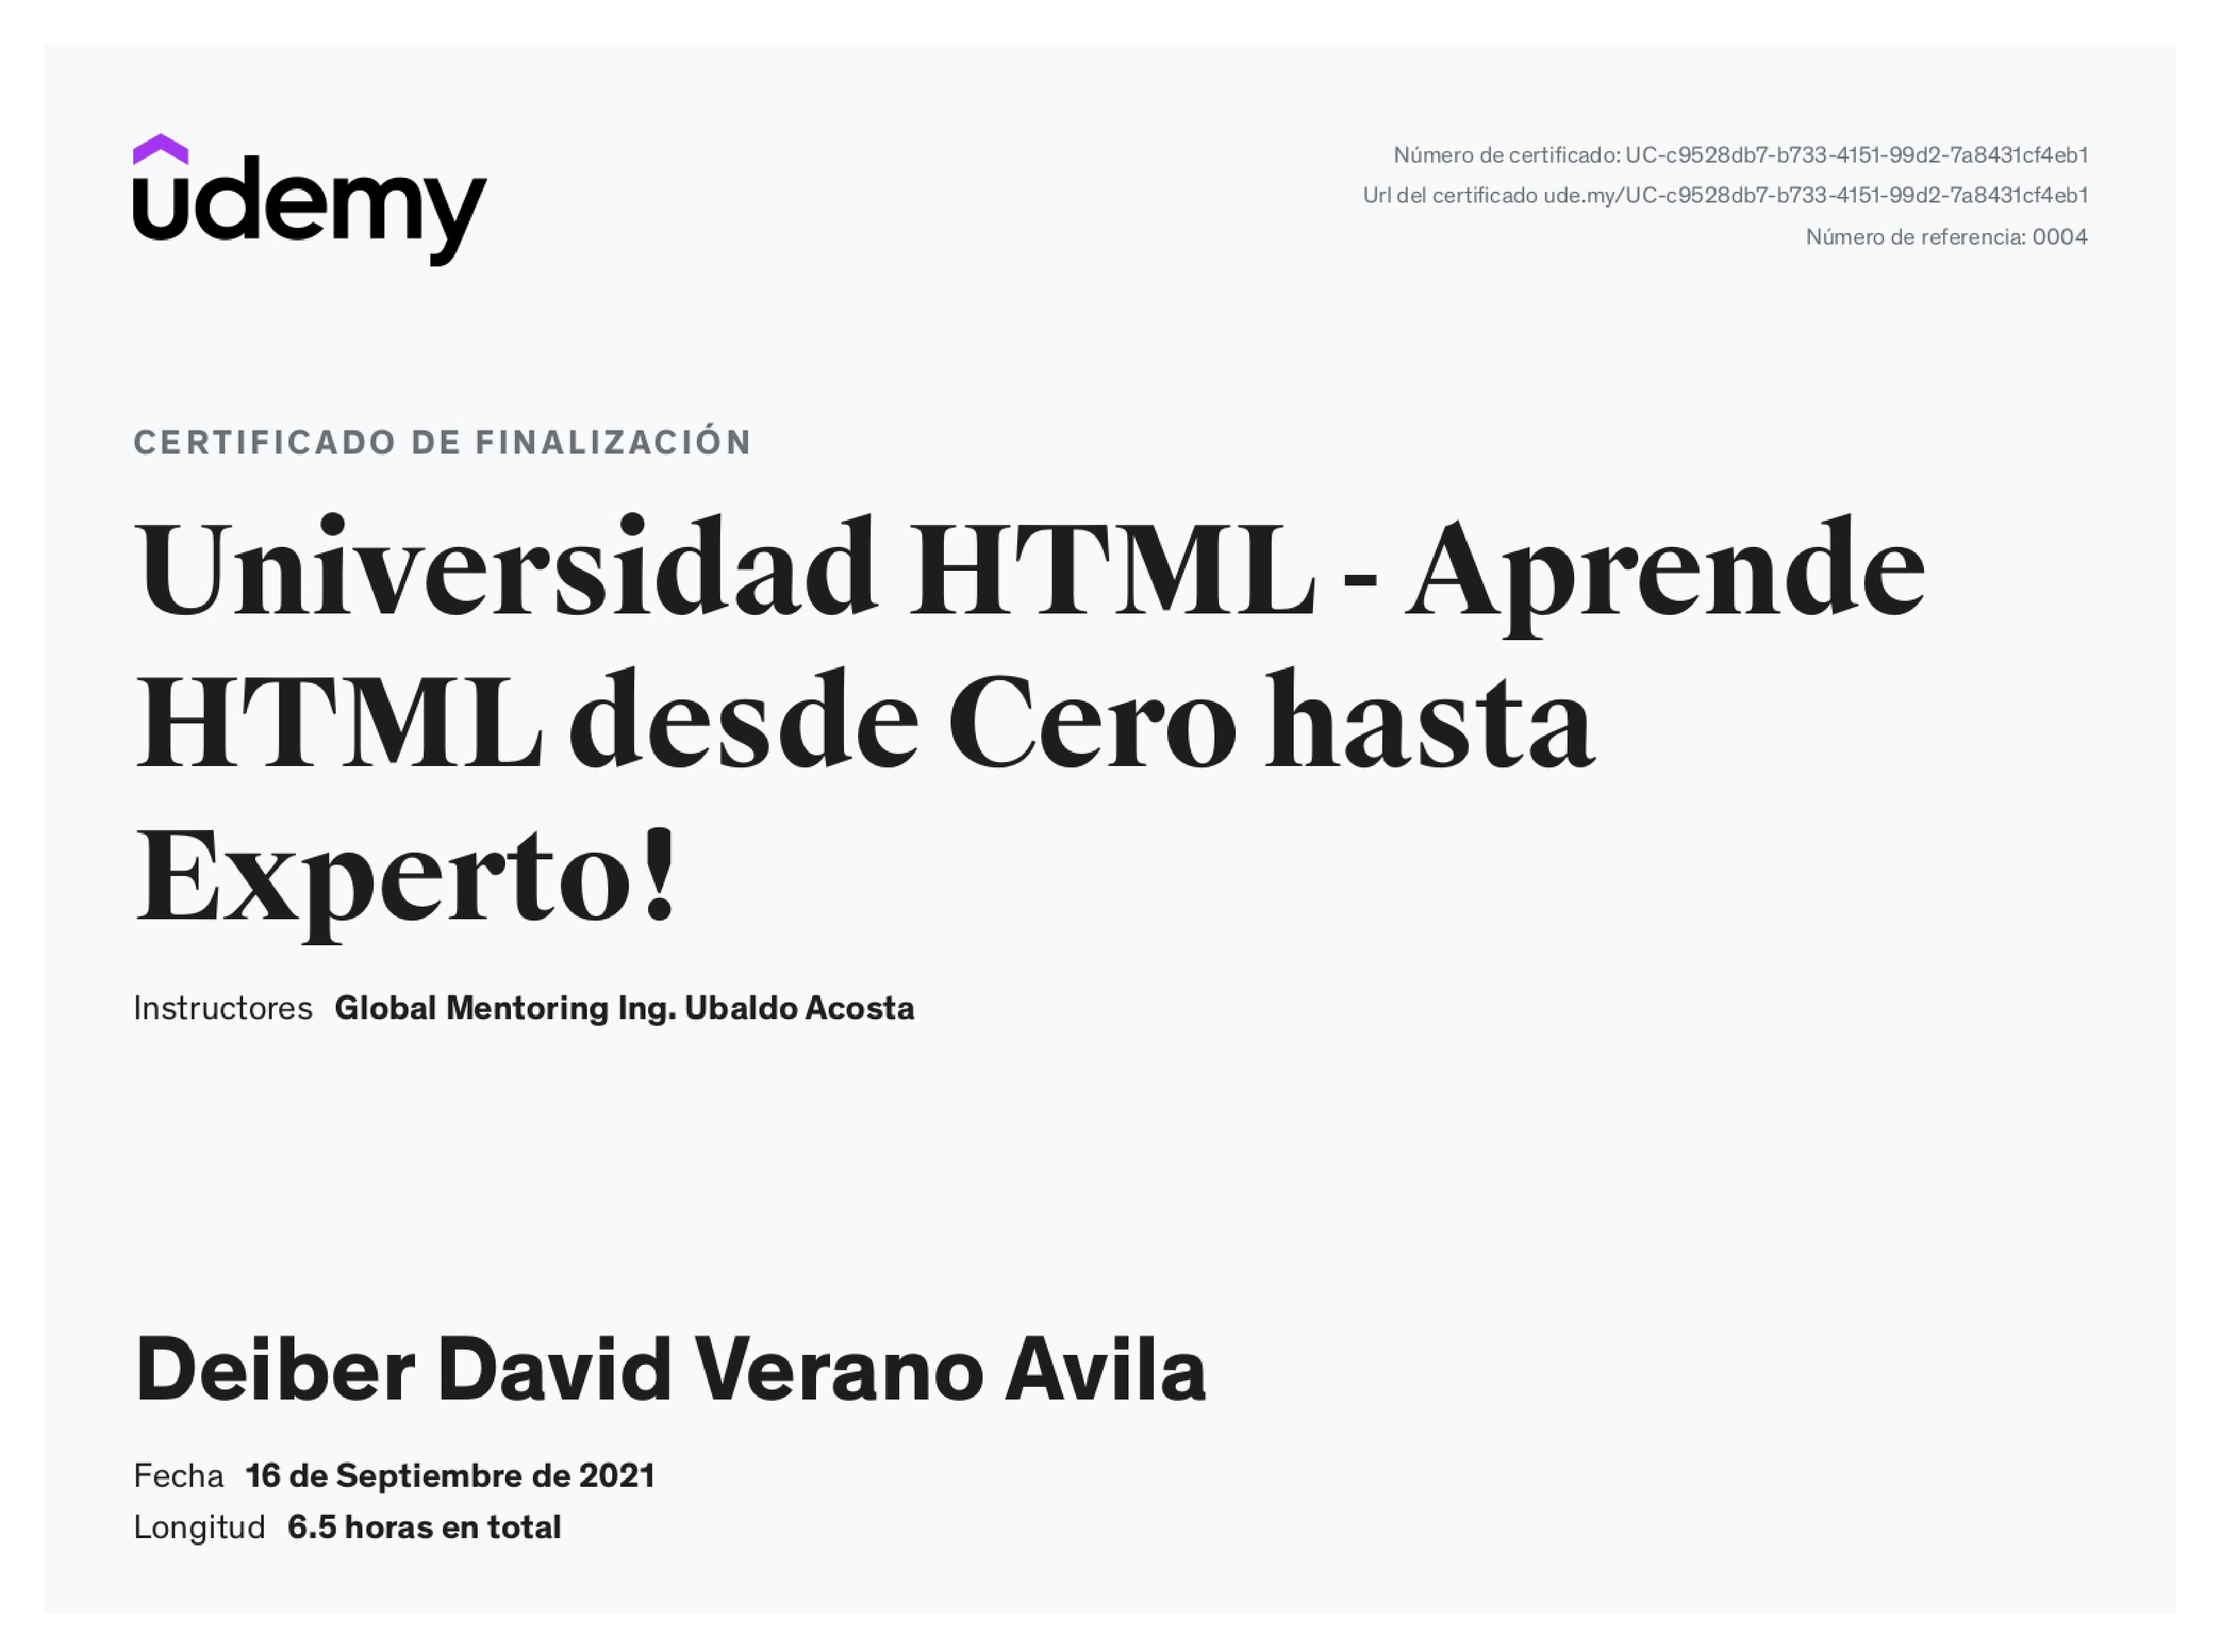 udemy
Número de certificado: UC-c9528db7-b733-4151-99d2-7a8431cf4eb1
Url del certificado ude.my/UC-c9528db7-b733-4151-99d2-7a8431cf4eb1
Número de referencia: 0004
CERTIFICADO DE FINALIZACIÓN
Universidad HTML - Aprende
HTML desde Cero hasta
Experto!
Instructores Global Mentoring Ing. Ubaldo Acosta
Deiber David Verano Avila
Fecha 16 de Septiembre de 2021
Longitud 6.5 horas en total